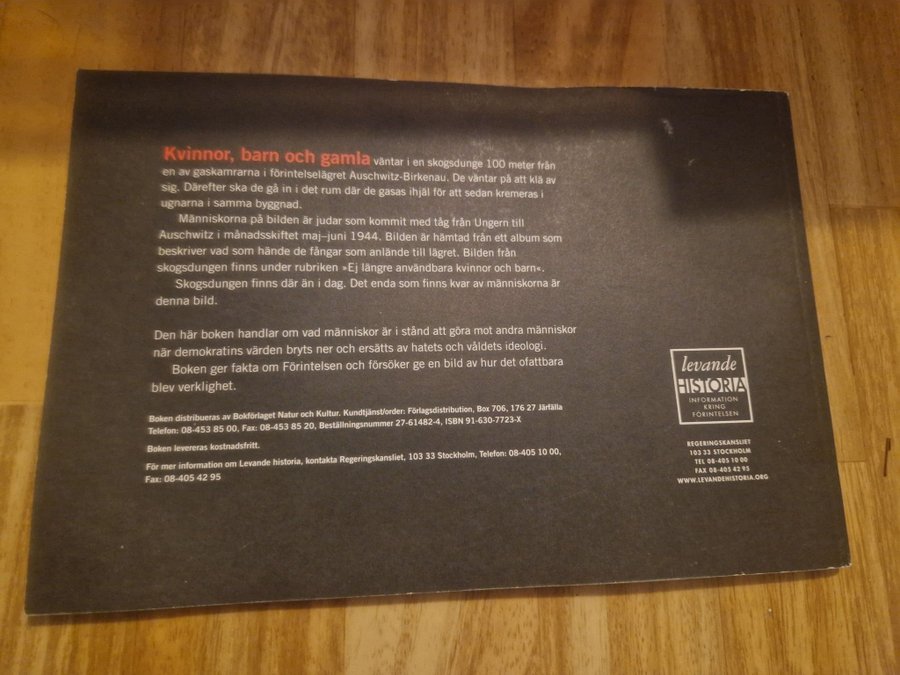 Kvinnor, barn och gamla väntar i en skogsdunge 100 meter från
en av gaskamrarna i förintelselägret Auschwitz-Birkenau. De väntar på att klä av
sig. Därefter ska de gå in i det rum där de gasas ihjäl för att sedan kremeras i
ugnarna i samma byggnad.
Människorna på bilden är judar som kommit med tåg från Ungern till
Auschwitz i månadsskiftet maj–juni 1944. Bilden är hämtad från ett album som
beskriver vad som hände de fångar som anlände till lägret. Bilden från
skogsdungen finns under rubriken »Ej längre användbara kvinnor och barn«.
Skogsdungen finns där än i dag. Det enda som finns kvar av människorna är
denna bild.
Den här boken handlar om vad människor är i stånd att göra mot andra människor
när demokratins värden bryts ner och ersätts av hatets och våldets ideologi.
Boken ger fakta om Förintelsen och försöker ge en bild av hur det ofattbara
blev verklighet.
Boken distribueras av Bokförlaget Natur och Kultur. Kundtjänst/order: Förlagsdistribution, Box 706, 176 27 Järfälla
Telefon: 08-453 85 00, Fax: 08-453 85 20, Beställningsnummer 27-61482-4, ISBN 91-630-7723-X
Boken levereras kostnadsfritt.
För mer information om Levande historia, kontakta Regeringskansliet, 103 33 Stockholm, Telefon: 08-405 10 00,
Fax: 08-405 42 95
levande
HISTORIA
INFORMATION
KRING
FÖRINTELSEN
REGERINGSKANSLIET
103 33 STOCKHOLM
TEL 08-405 10 00
FAX 08-405 42 95
WWW.LEVANDEHISTORIA.ORG